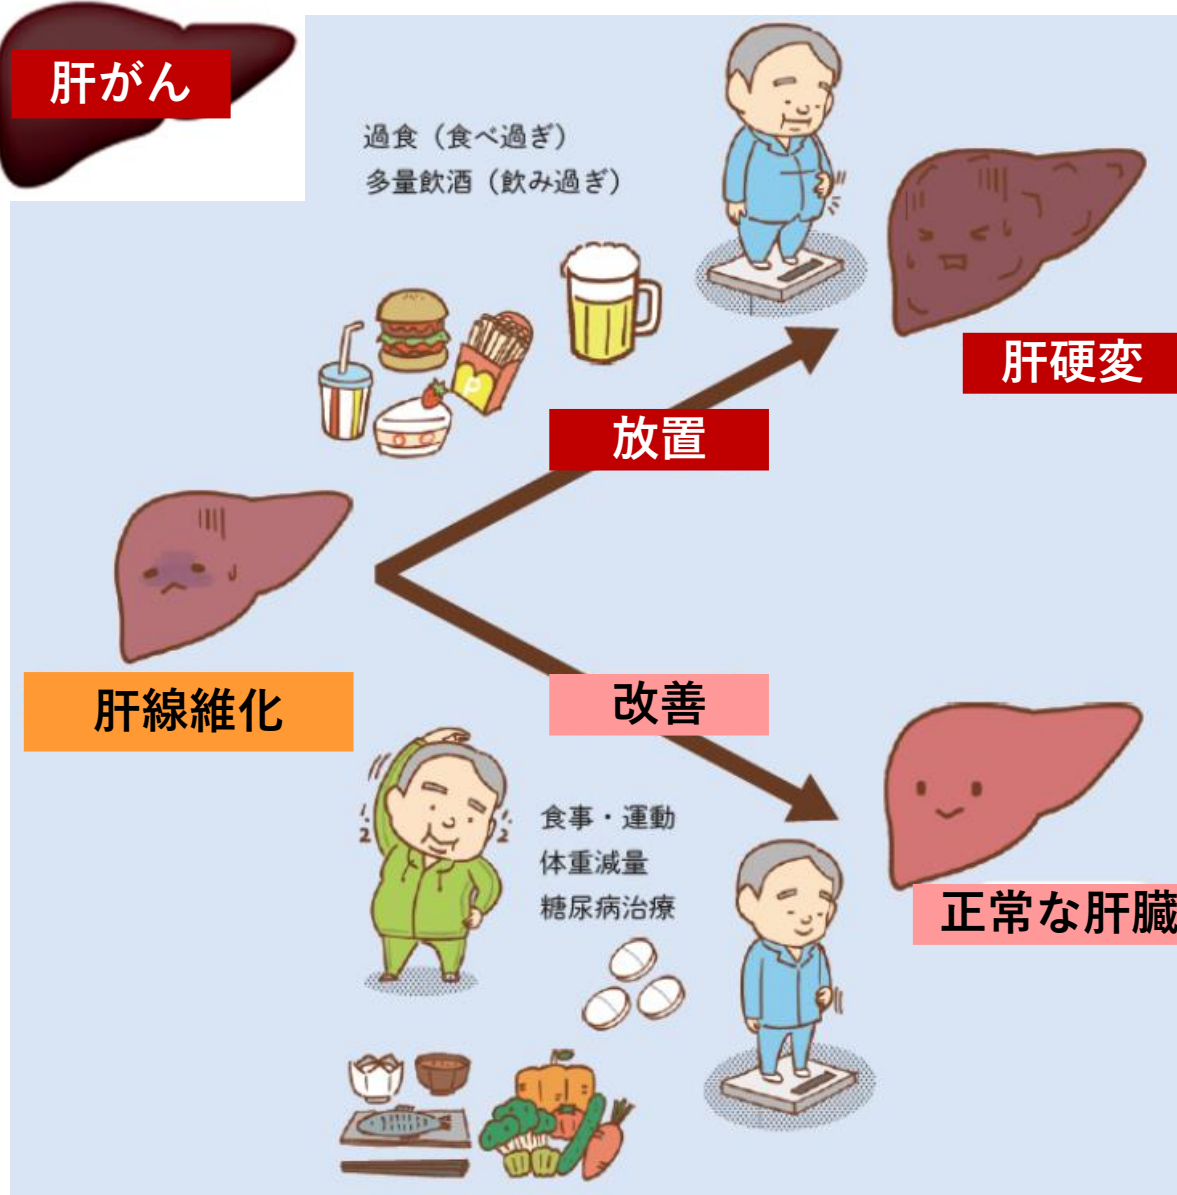 肝がん
過食（食べ過ぎ）
多量飲酒（飲み過ぎ）
肝硬変
放置
肝線維化
改善
食事・運動
体重減量
糖尿病治療
正常な肝臓